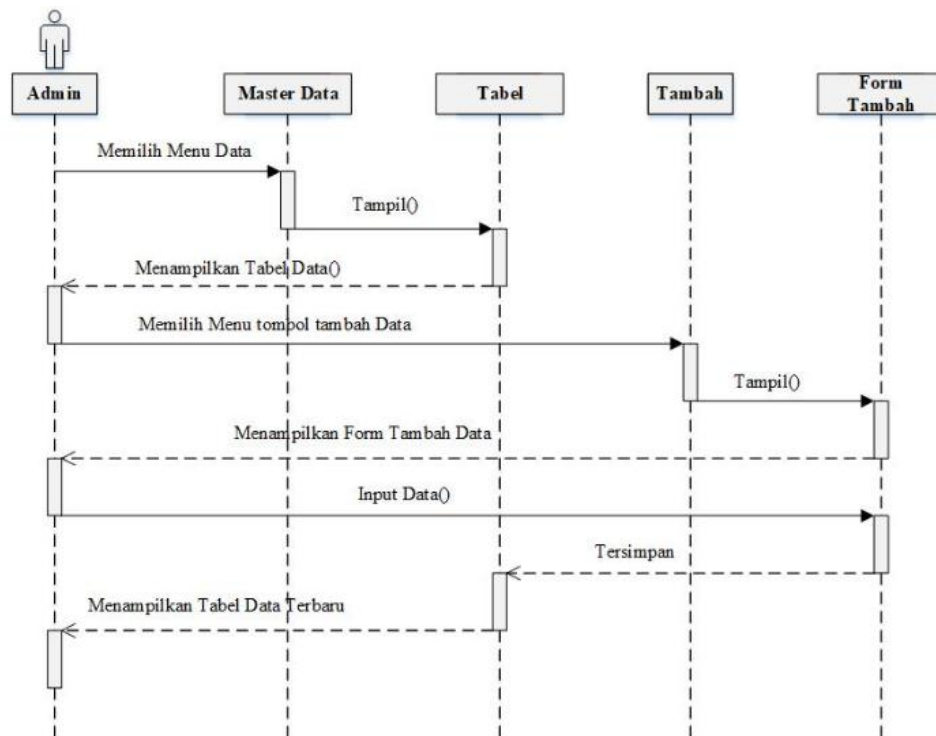 Admin
Master Data
Tabel
Tambah
Form
Tambah
Memilih Menu Data
Tampil()
Menampilkan Tabel Data()
Memilih Menu tombol tambah Data
Tampil()
Menampilkan Form Tambah Data
Input Data()
Tersimpan
Menampilkan Tabel Data Terbaru